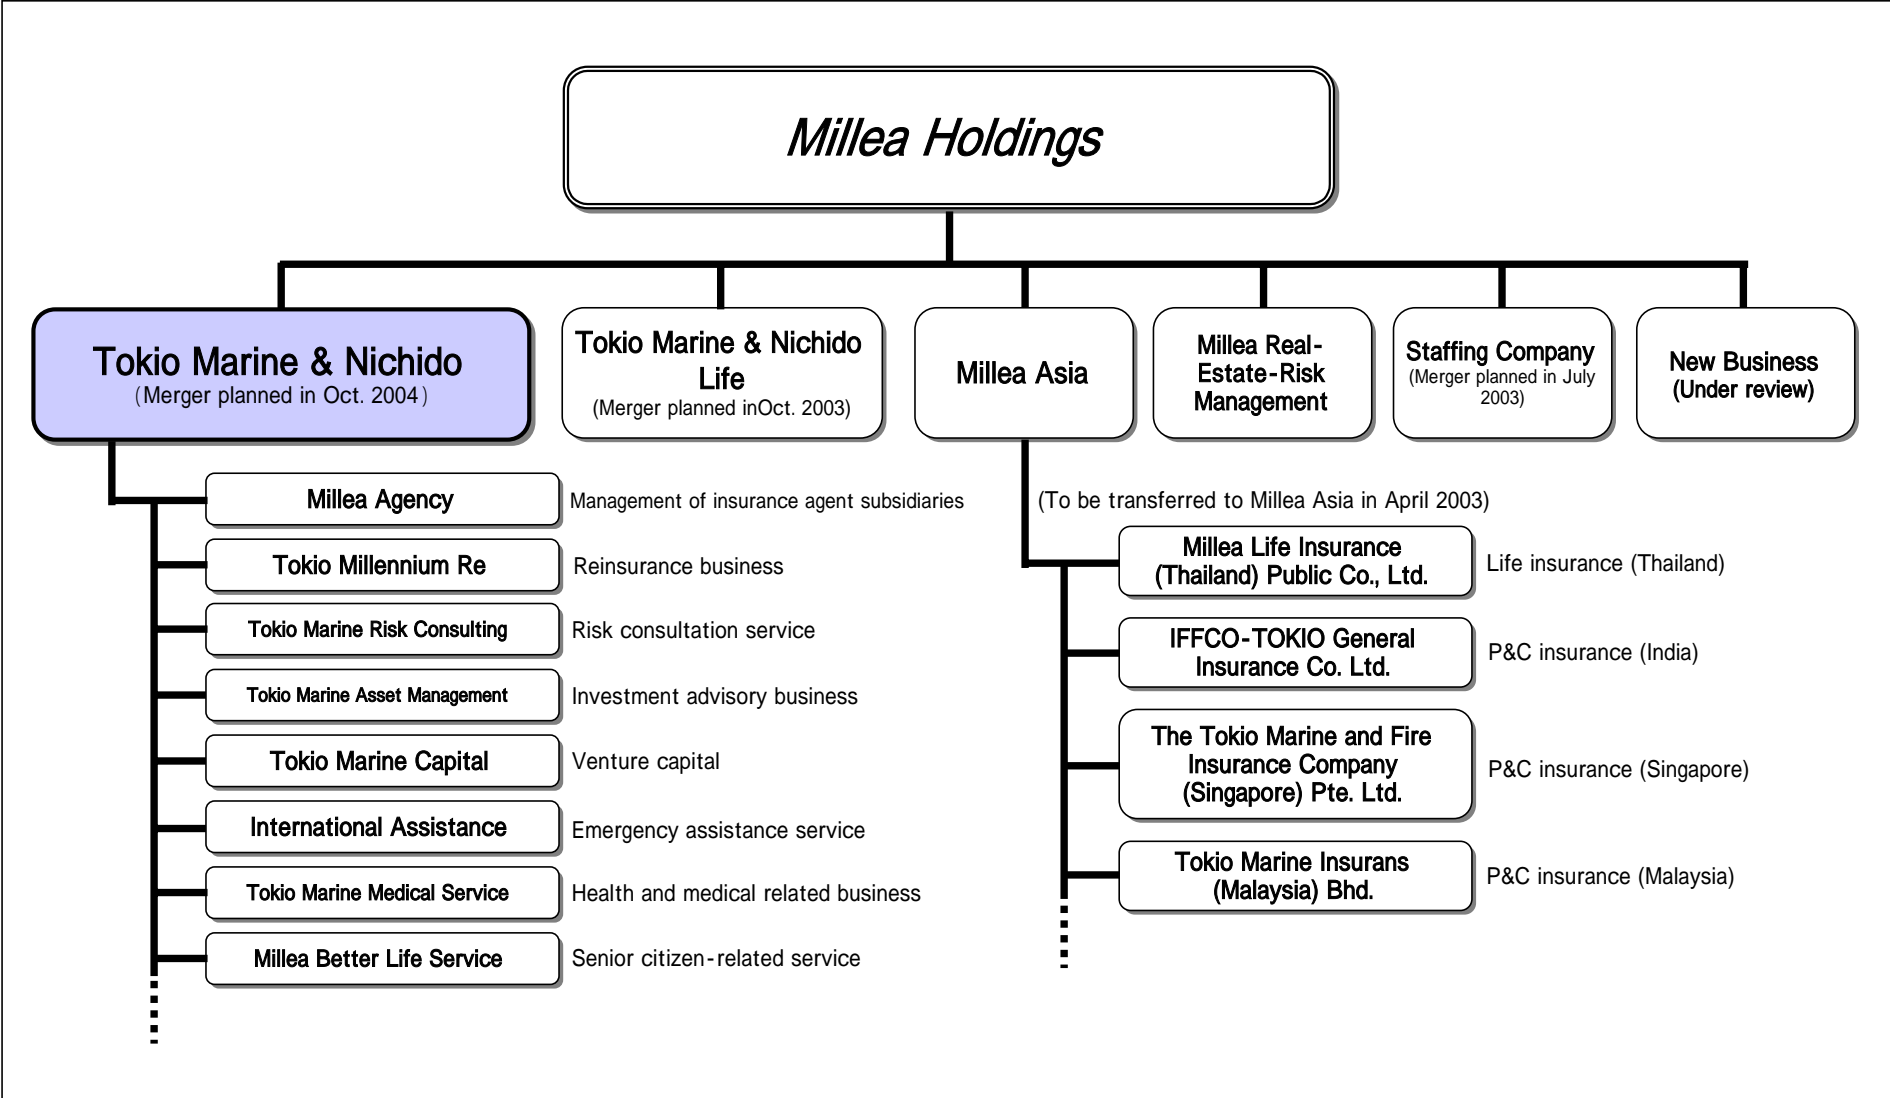 Millea Holdings
Tokio Marine & Nichido
(Merger planned in Oct. 2004)
Tokio Marine & Nichido
Life
(Merger planned inOct. 2003)
Millea Asia
Millea Real-
Estate-Risk
Management
Staffing Company
(Merger planned in July
2003)
New Business
(Under review)
Millea Agency
Management of insurance agent subsidiaries
Tokio Millennium Re
Reinsurance business
Tokio Marine Risk Consulting
Risk consultation service
Tokio Marine Asset Management
Investment advisory business
Tokio Marine Capital
Venture capital
International Assistance
Emergency assistance service
Tokio Marine Medical Service
Health and medical related business
Millea Better Life Service
Senior citizen-related service
(To be transferred to Millea Asia in April 2003)
Millea Life Insurance
(Thailand) Public Co., Ltd.
Life insurance (Thailand)
IFFCO-TOKIO General
Insurance Co. Ltd.
P&C insurance (India)
The Tokio Marine and Fire
Insurance Company
(Singapore) Pte. Ltd.
P&C insurance (Singapore)
Tokio Marine Insurans
(Malaysia) Bhd.
P&C insurance (Malaysia)